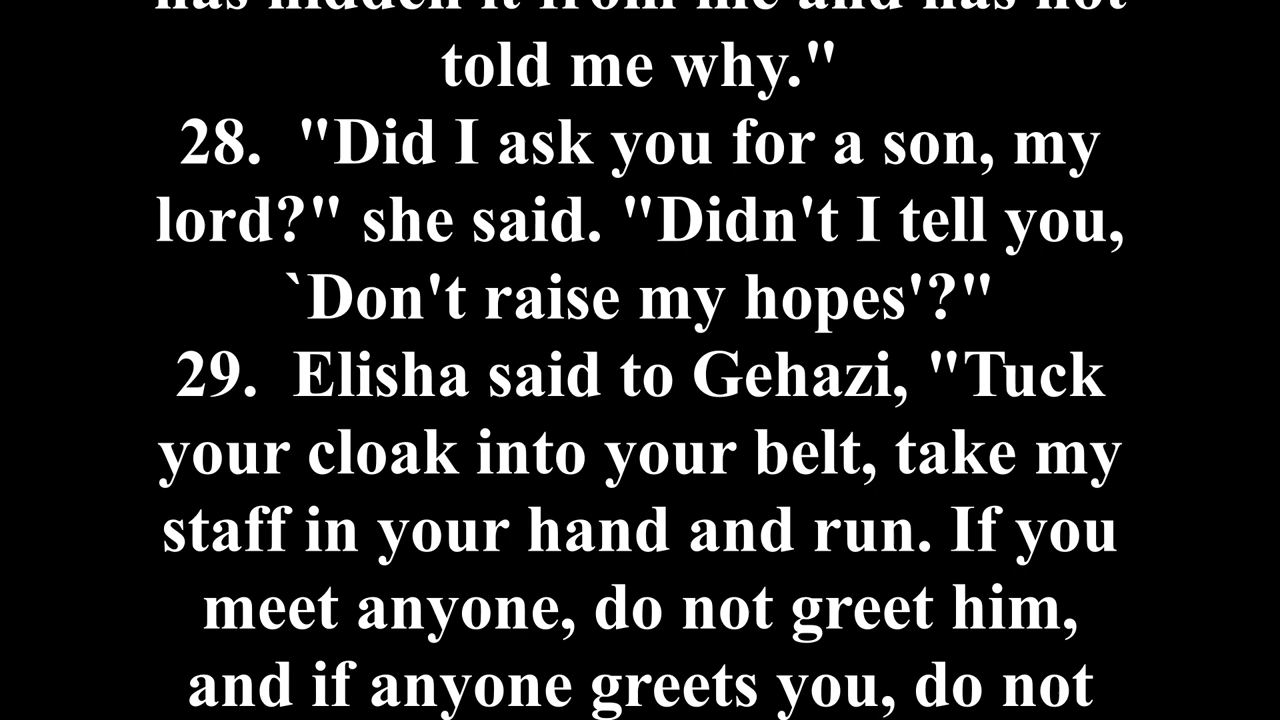 has hidden it from me and has not
told me why."
28.  "Did I ask you for a son, my
lord?" she said. "Didn't I tell you,
`Don't raise my hopes'?"
29.  Elisha said to Gehazi, "Tuck
your cloak into your belt, take my
staff in your hand and run. If you
meet anyone, do not greet him,
and if anyone greets you, do not